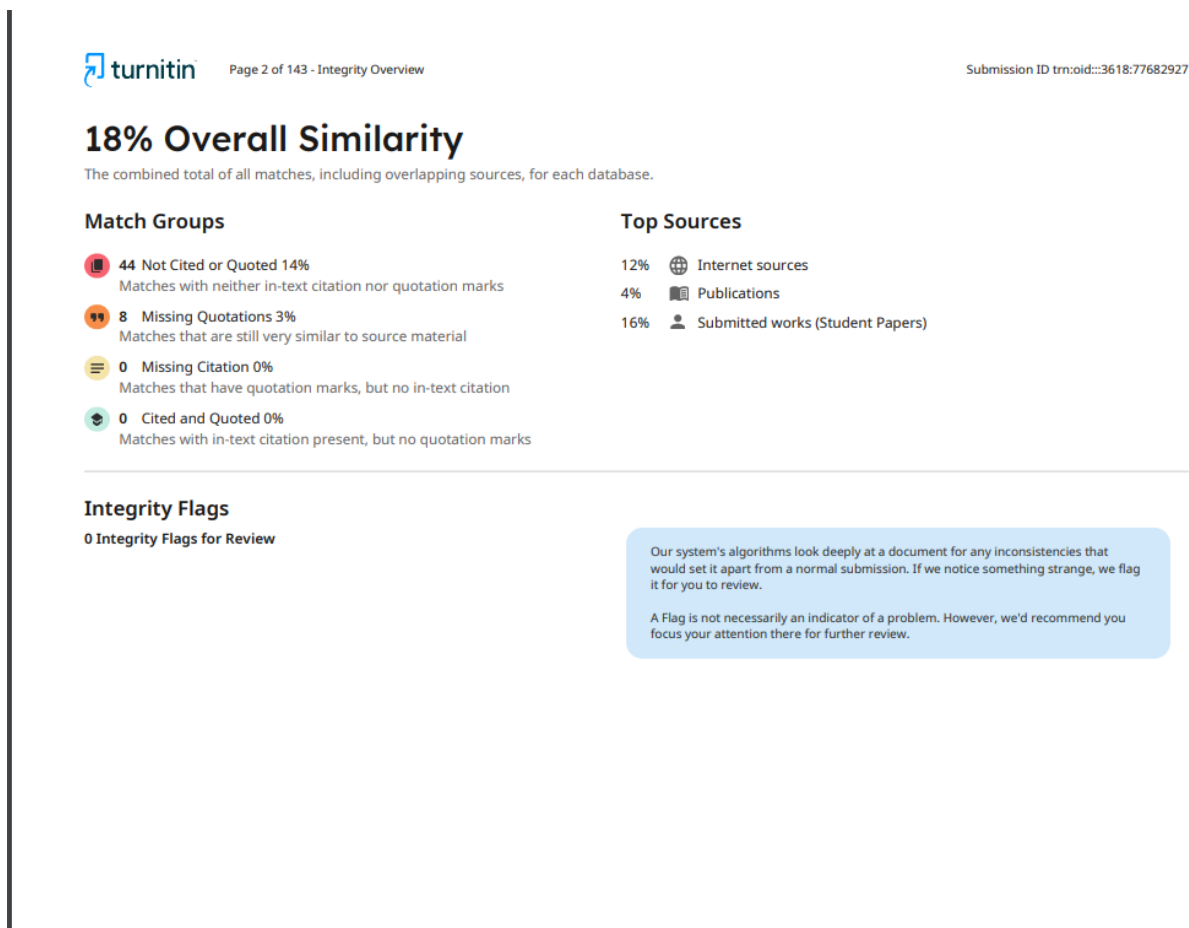 turnitin Page 2 of 143 - Integrity Overview Submission ID trn:oid:::3618:77682927
18% Overall Similarity
The combined total of all matches, including overlapping sources, for each database.
Match Groups
44 Not Cited or Quoted 14%
Matches with neither in-text citation nor quotation marks
8 Missing Quotations 3%
Matches that are still very similar to source material
0 Missing Citation 0%
Matches that have quotation marks, but no in-text citation
0 Cited and Quoted 0%
Matches with in-text citation present, but no quotation marks
Top Sources
12% Internet sources
4% Publications
16% Submitted works (Student Papers)
Integrity Flags
0 Integrity Flags for Review
Our system's algorithms look deeply at a document for any inconsistencies that
would set it apart from a normal submission. If we notice something strange, we flag
it for you to review.
A Flag is not necessarily an indicator of a problem. However, we'd recommend you
focus your attention there for further review.